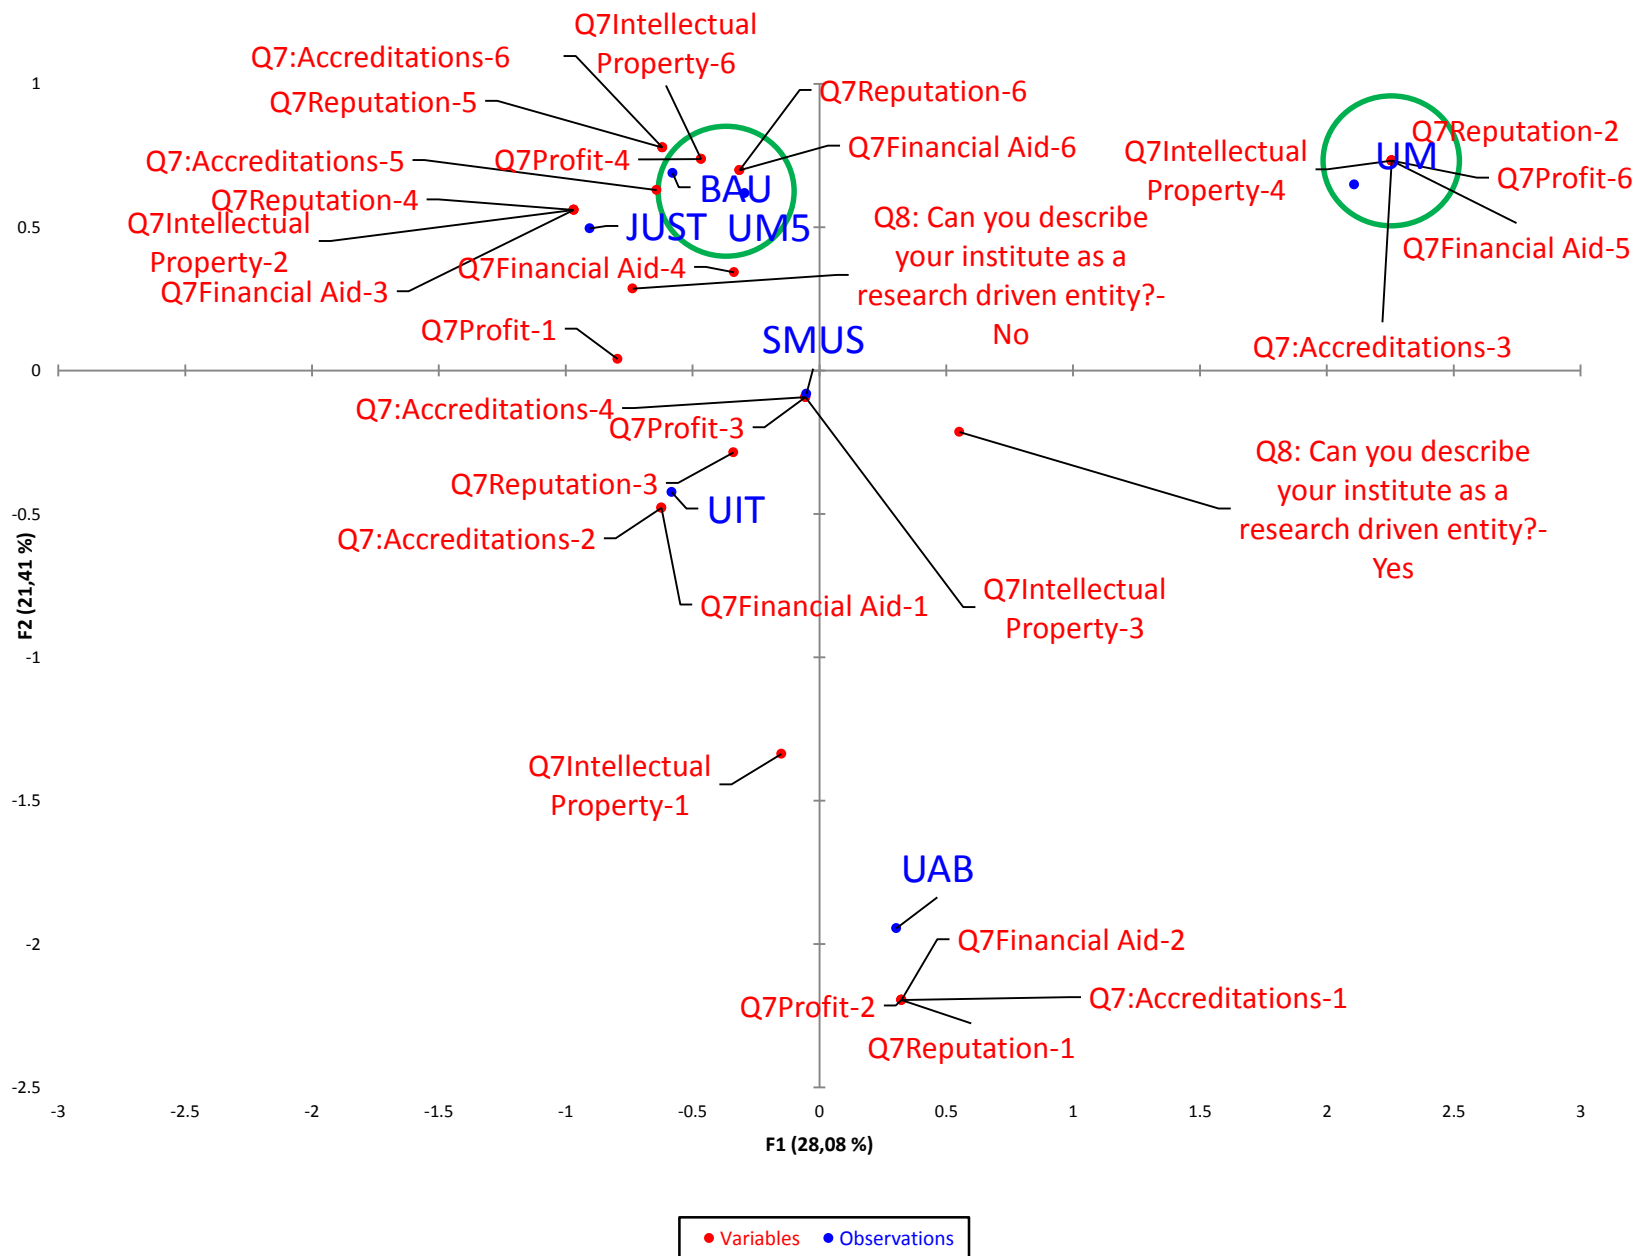 Q7Intellectual
Property-6
Q7:Accreditations-6
Q7Reputation-5
Q7Reputation-6
Q7:Accreditations-5
Q7Profit-4
Q7Financial Aid-6
Q7Intellectual
Property-4
Q7Reputation-2
UM
Q7Profit-6
Q7Financial Aid-5
Q7:Accreditations-3
Q7Reputation-4
BAU
Q7Intellectual
Property-2
JUST
UM5
Q7Financial Aid-3
Q7Financial Aid-4
Q8: Can you describe
your institute as a
research driven entity?-
No
Q7Profit-1
SMUS
Q7:Accreditations-4
Q7Profit-3
Q7Reputation-3
UIT
Q7:Accreditations-2
Q7Financial Aid-1
Q8: Can you describe
your institute as a
research driven entity?-
Yes
Q7Intellectual
Property-3
Q7Intellectual
Property-1
UAB
Q7Financial Aid-2
Q7Profit-2
Q7:Accreditations-1
Q7Reputation-1
1
0.5
0
-0.5
-1
-1.5
-2
-2.5
F2 (21,41 %)
-3 -2.5 -2 -1.5 -1 -0.5 0 0.5 1 1.5 2 2.5 3
F1 (28,08 %)
Variables Observations